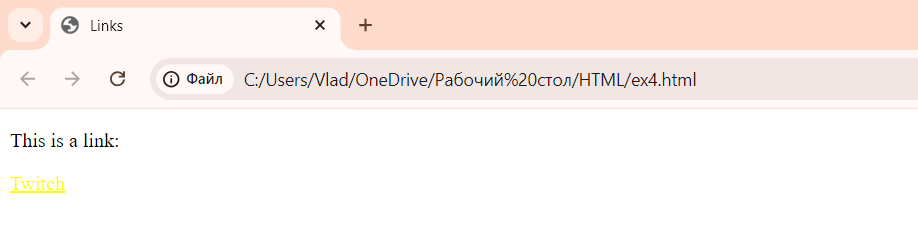 Links
Файл C:/Users/Vlad/OneDrive/Рабочий%20стол/HTML/ex4.html
This is a link:
Twitch